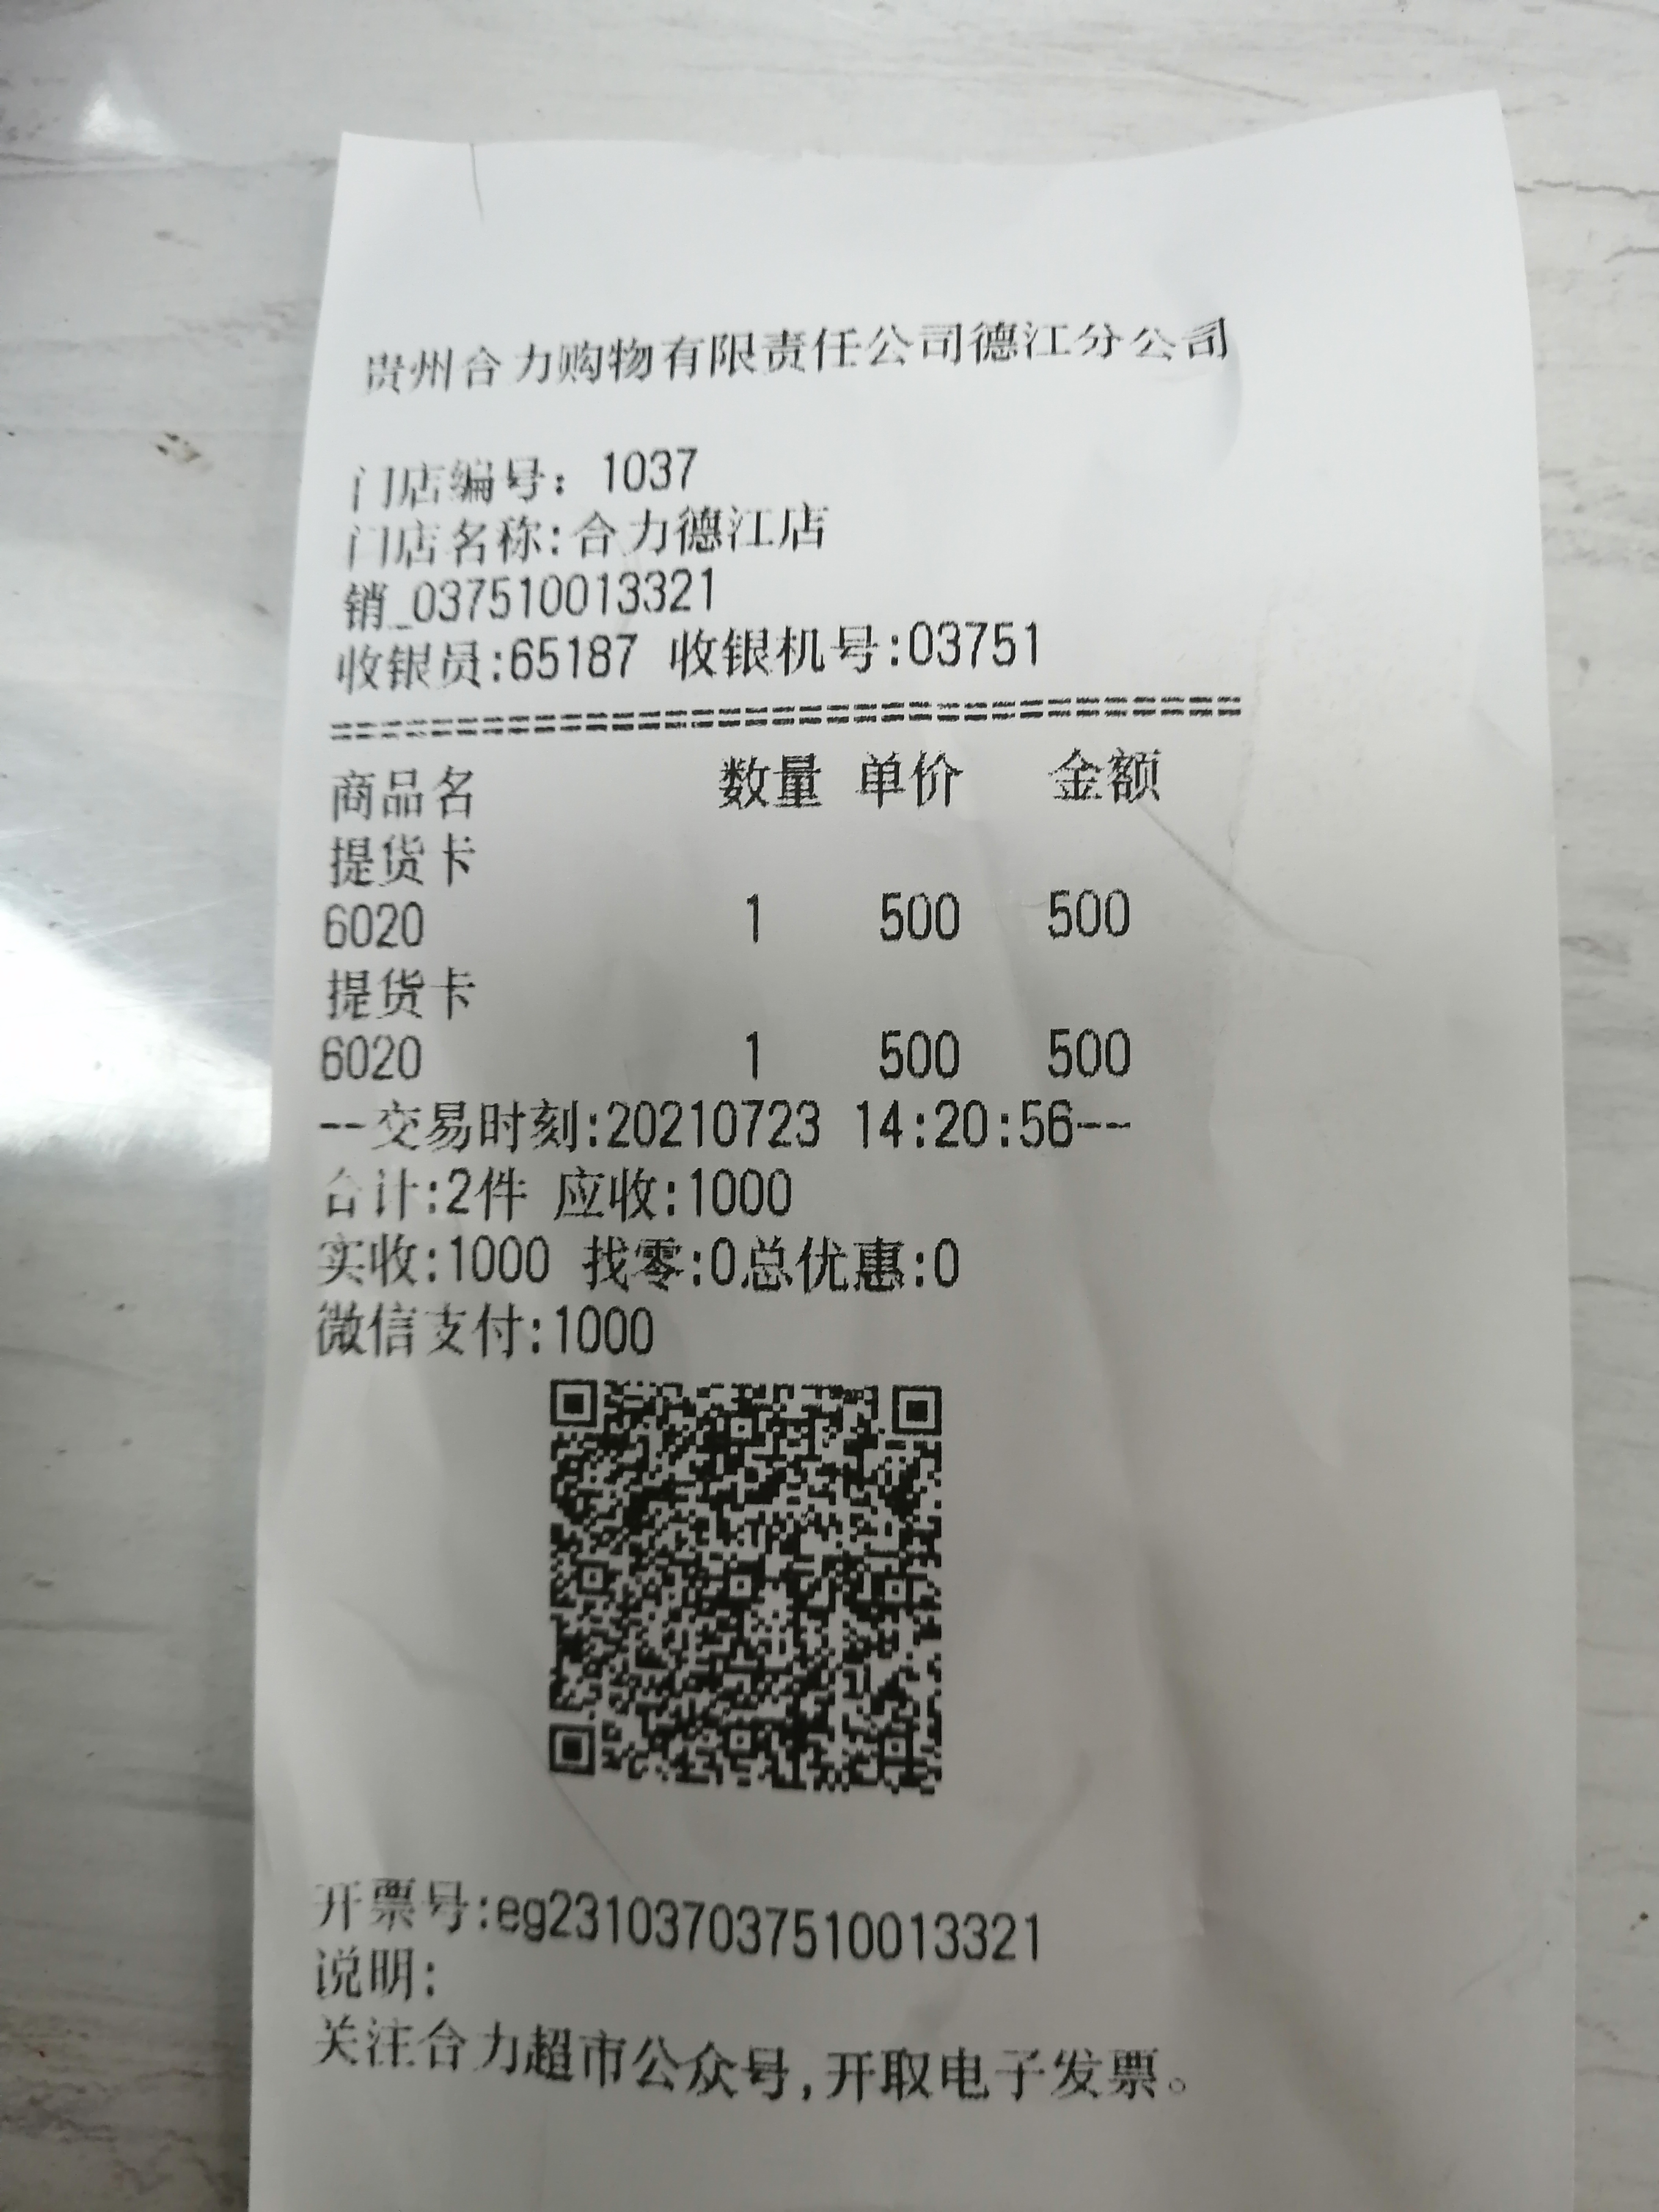 贵州合力购物有限责任公司德江分公司
门店编号: 1037
门店名称:合力德江店
销_037510013321
收银员:65187 收银机号:03751
==================================
商品名 数量 单价 金额
提货卡
6020 1 500 500
提货卡
6020 1 500 500
--交易时刻:20210723 14:20:56--
合计:2件 应收:1000
实收:1000 找零:0总优惠:0
微信支付:1000
开票号:eg231037037510013321
说明:
关注合力超市公众号,开取电子发票。